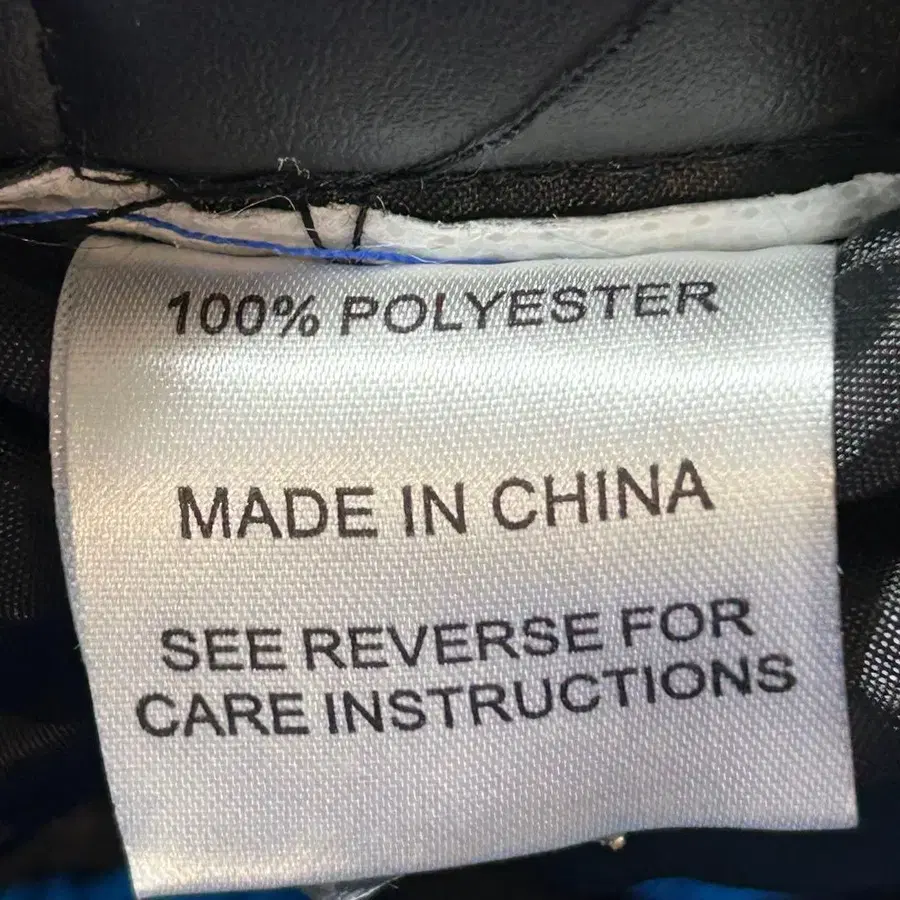 100% POLYESTER
MADE IN CHINA
SEE REVERSE FOR
CARE INSTRUCTIONS